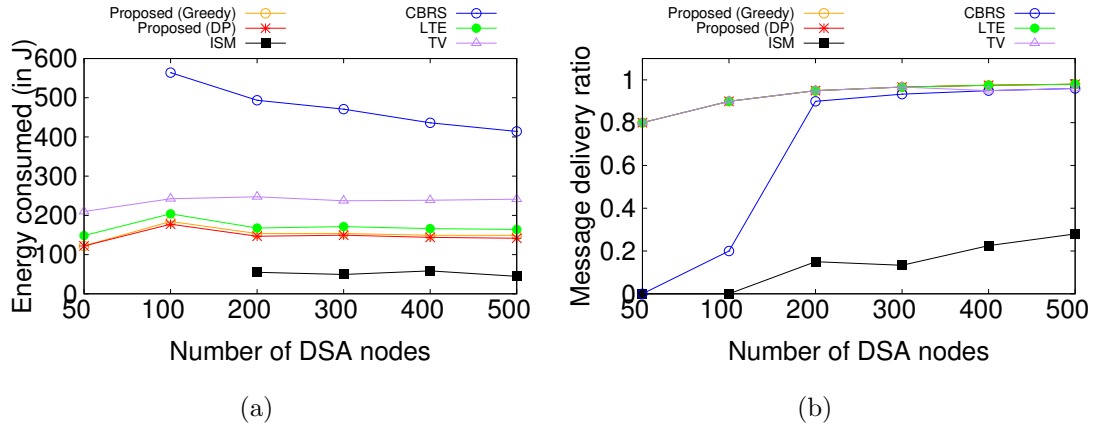 Proposed (Greedy)
Proposed (DP)
ISM
CBRS
LTE
TV
600
500
400
300
200
100
0
Energy consumed (in J)
50 100 200 300 400 500
Number of DSA nodes
(a)
Proposed (Greedy)
Proposed (DP)
ISM
CBRS
LTE
TV
1
0.8
0.6
0.4
0.2
0
Message delivery ratio
50 100 200 300 400 500
Number of DSA nodes
(b)